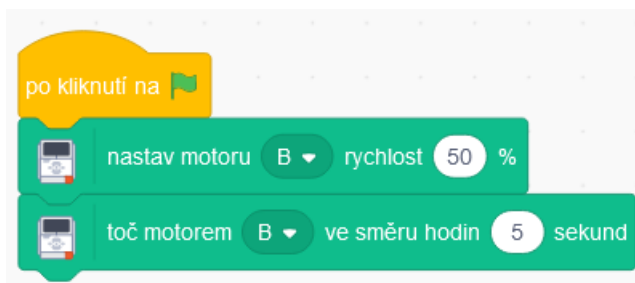 po kliknutí na
nastav motoru B rychlost 50 %
toč motorem B ve směru hodin 5 sekund